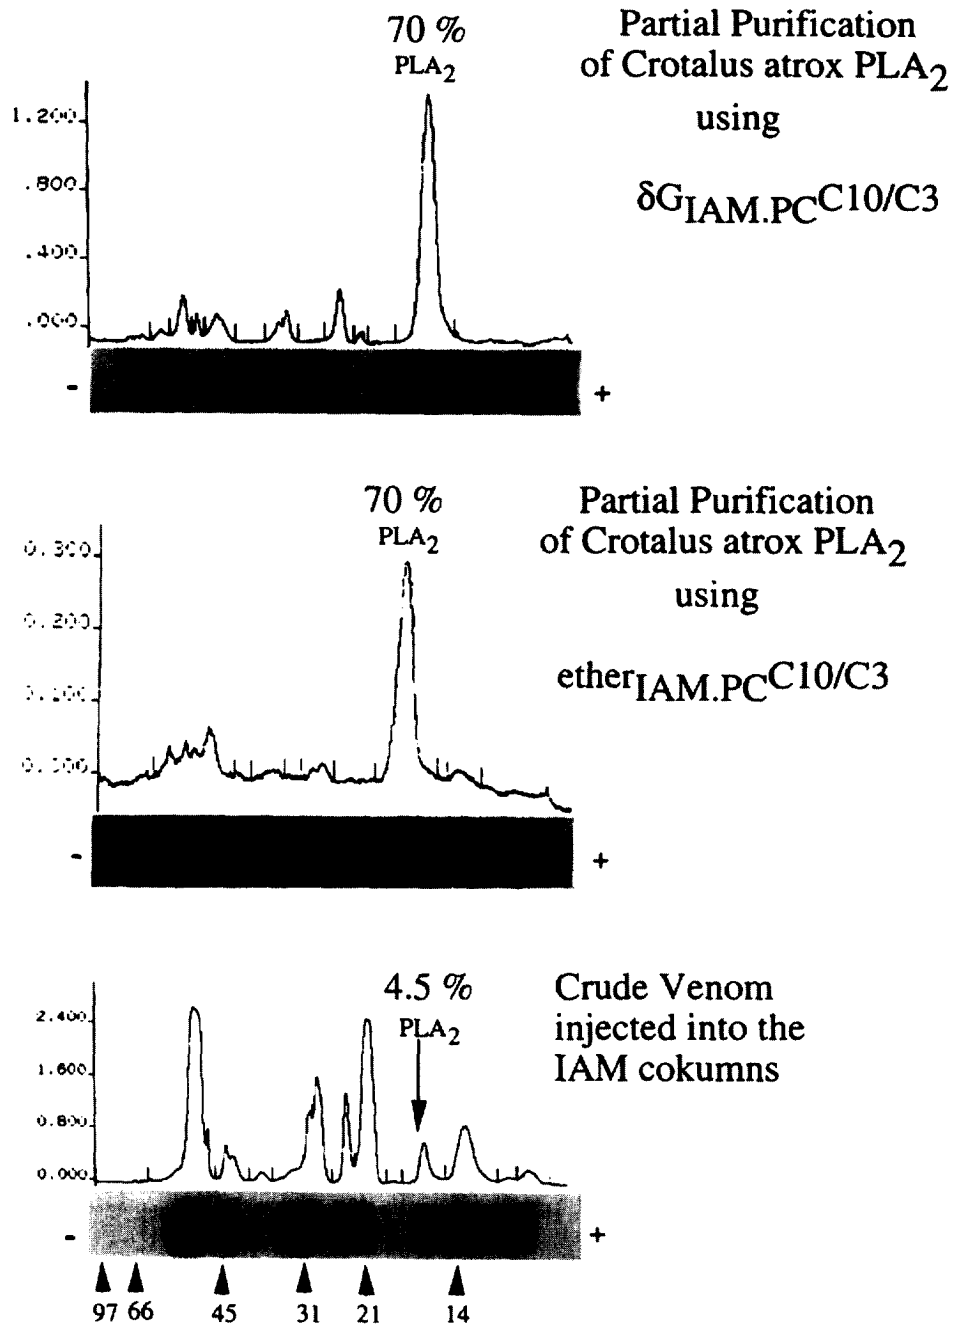 70 %
PLA2
Partial Purification
of Crotalus atrox PLA2
using
δGIAM.PCC10/C3
1.200
.800
.400
.000
-
+
70 %
PLA2
Partial Purification
of Crotalus atrox PLA2
using
etherIAM.PCC10/C3
0.300
0.200
0.100
0.000
-
+
4.5 %
PLA2
Crude Venom
injected into the
IAM cokumns
2.400
1.600
0.800
0.000
-
+
97 66 45 31 21 14